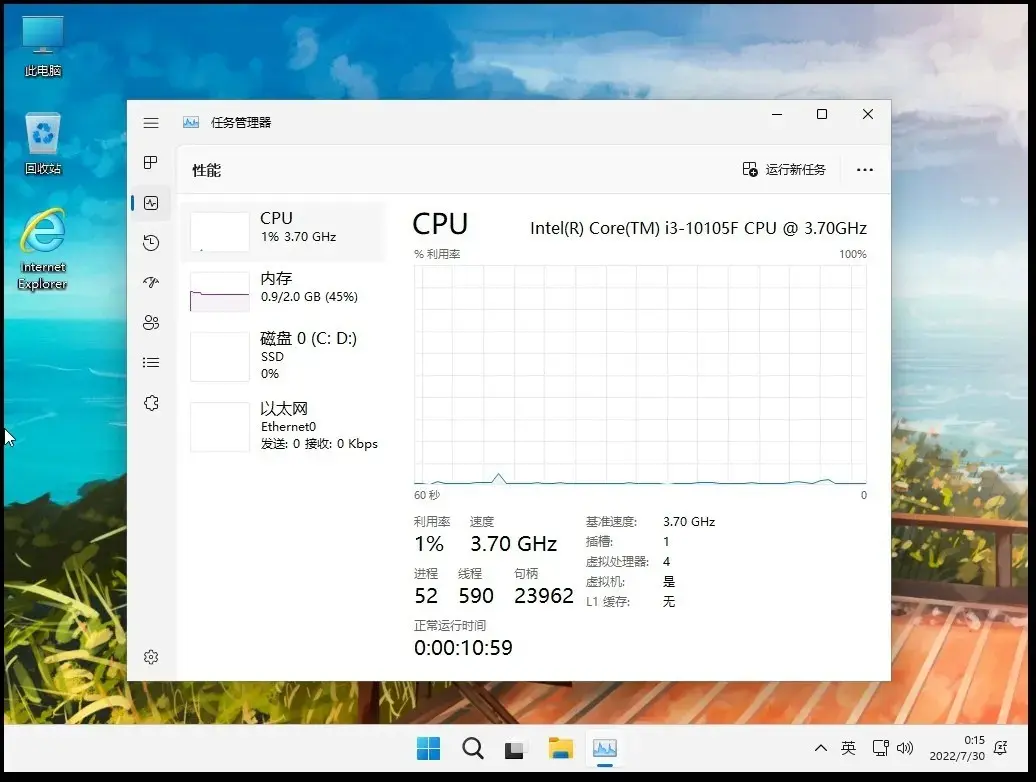 此电脑
回收站
Internet
Explorer
任务管理器
性能
运行新任务
CPU
1% 3.70 GHz
内存
0.9/2.0 GB (45%)
磁盘 0 (C: D:)
SSD
0%
以太网
Ethernet0
发送: 0 接收: 0 Kbps
CPU
Intel(R) Core(TM) i3-10105F CPU @ 3.70GHz
% 利用率
100%
60 秒
0
利用率 速度
1% 3.70 GHz
进程 线程 句柄
52 590 23962
正常运行时间
0:00:10:59
基准速度: 3.70 GHz
插槽: 1
虚拟处理器: 4
虚拟机: 是
L1 缓存: 无
英
0:15
2022/7/30